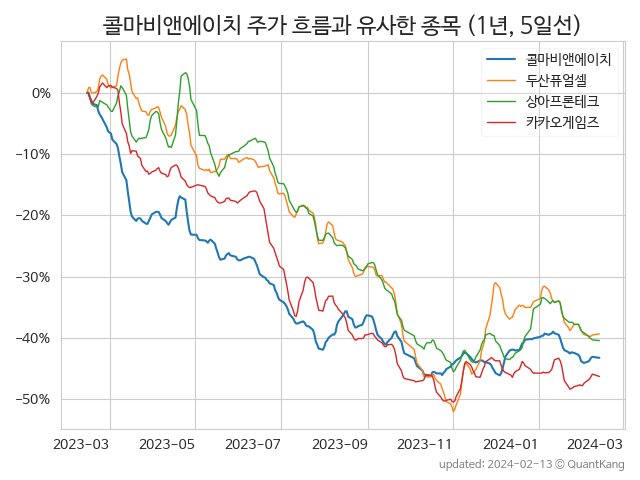 콜마비앤에이치 주가 흐름과 유사한 종목 (1년, 5일선)
콜마비앤에이치
두산퓨얼셀
상아프론테크
카카오게임즈
0%
−10%
−20%
−30%
−40%
−50%
2023-03 2023-05 2023-07 2023-09 2023-11 2024-01 2024-03
updated: 2024-02-13 © QuantKang